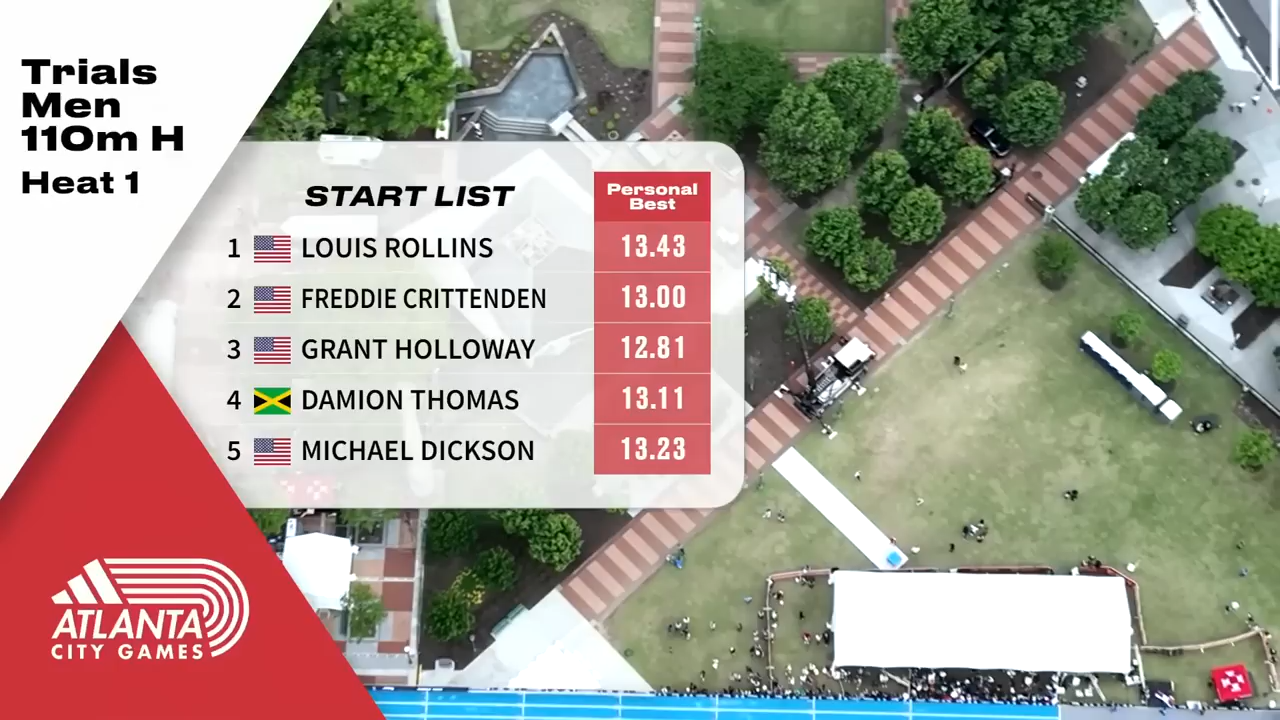 Trials
Men
110m H
Heat 1
START LIST
Personal
Best
1 LOUIS ROLLINS 13.43
2 FREDDIE CRITTENDEN 13.00
3 GRANT HOLLOWAY 12.81
4 DAMION THOMAS 13.11
5 MICHAEL DICKSON 13.23
ATLANTA
CITY GAMES